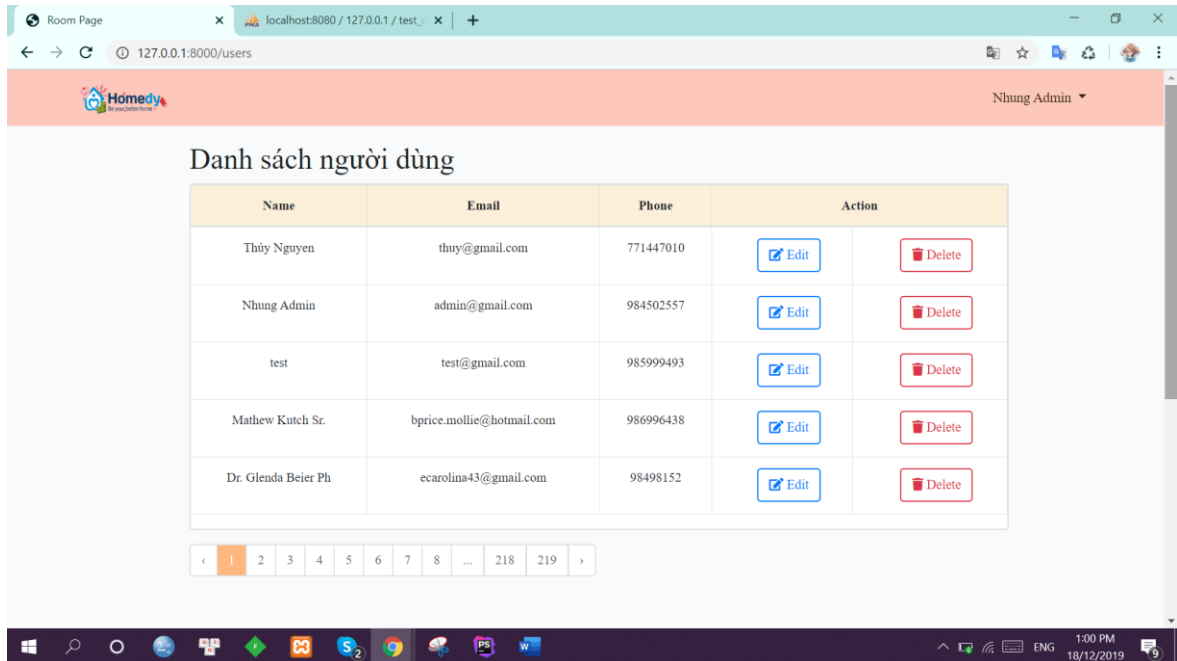 Room Page
localhost:8080 / 127.0.0.1 / test_
127.0.0.1:8000/users
Homedy
Be your better home
Nhung Admin
Danh sách người dùng
Name Email Phone Action
Thúy Nguyen thuy@gmail.com 771447010 Edit Delete
Nhung Admin admin@gmail.com 984502557 Edit Delete
test test@gmail.com 985999493 Edit Delete
Mathew Kutch Sr. bprice.mollie@hotmail.com 986996438 Edit Delete
Dr. Glenda Beier Ph ecarolina43@gmail.com 98498152 Edit Delete
‹ 1 2 3 4 5 6 7 8 ... 218 219 ›
ENG
1:00 PM
18/12/2019